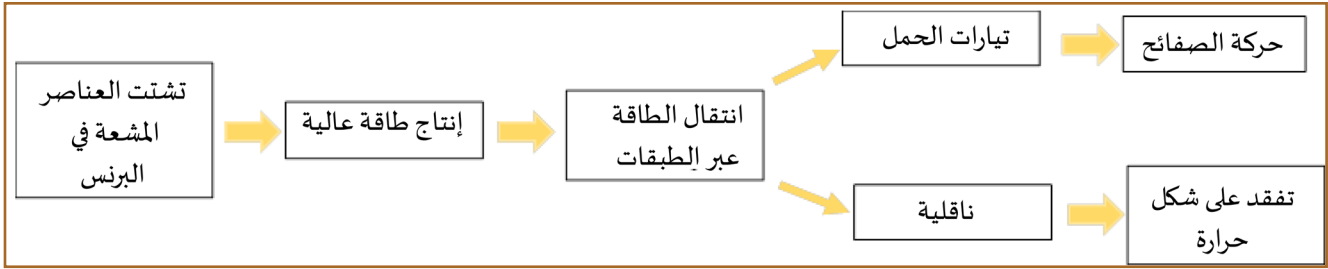 تشتت العناصر
المشعة في
البرنس
إنتاج طاقة عالية
انتقال الطاقة
عبر الطبقات
تيارات الحمل
حركة الصفائح
ناقلية
تفقد على شكل
حرارة